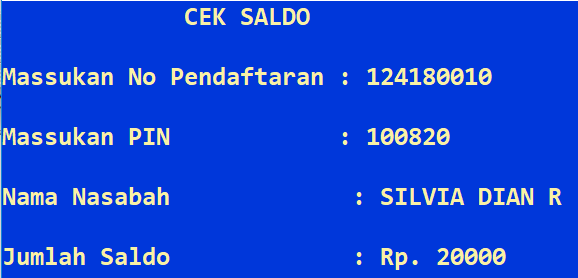 CEK SALDO
Massukan No Pendaftaran : 124180010
Massukan PIN : 100820
Nama Nasabah : SILVIA DIAN R
Jumlah Saldo : Rp. 20000